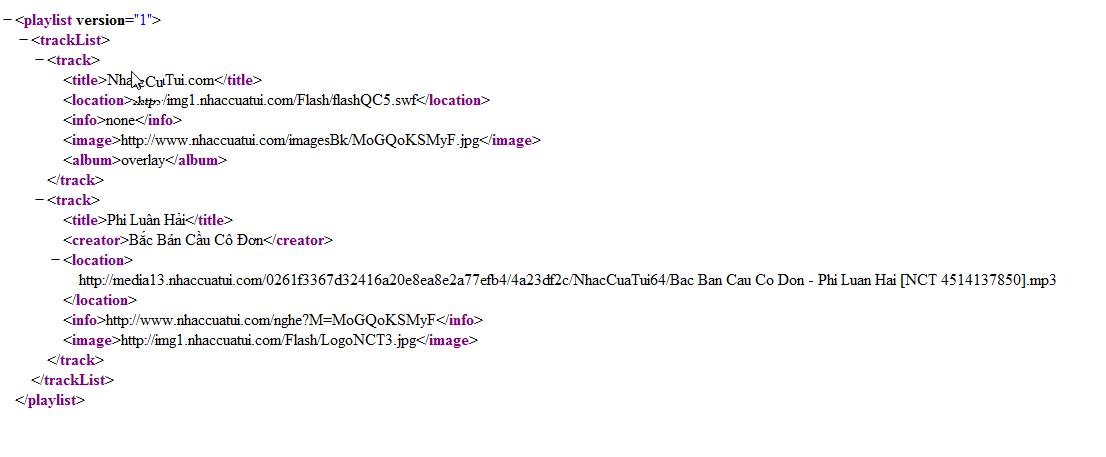 − <playlist version="1">
− <trackList>
− <track>
<title>NhacCuaTui.com</title>
<location>/img1.nhaccuatui.com/Flash/flashQC5.swf</location>
<info>none</info>
<image>http://www.nhaccuatui.com/imagesBk/MoGQoKSMyF.jpg</image>
<album>overlay</album>
</track>
− <track>
<title>Phi Luân Hải</title>
<creator>Bắc Bán Cầu Cô Đơn</creator>
− <location>
http://media13.nhaccuatui.com/0261f3367d32416a20e8ea8e2a77efb4/4a23df2c/NhacCuaTui64/Bac Ban Cau Co Don - Phi Luan Hai [NCT 4514137850].mp3
</location>
<info>http://www.nhaccuatui.com/nghe?M=MoGQoKSMyF</info>
<image>http://img1.nhaccuatui.com/Flash/LogoNCT3.jpg</image>
</track>
</trackList>
</playlist>